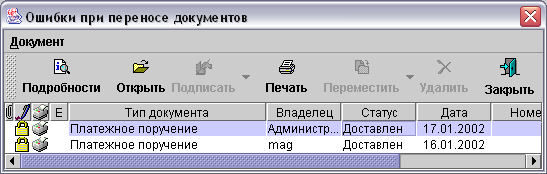 Ошибки при переносе документов
Документ
Подробности Открыть Подписать Печать Переместить Удалить Закрыть
E Тип документа Владелец Статус Дата Номе
Платежное поручение Администр... Доставлен 17.01.2002
Платежное поручение mag Доставлен 16.01.2002